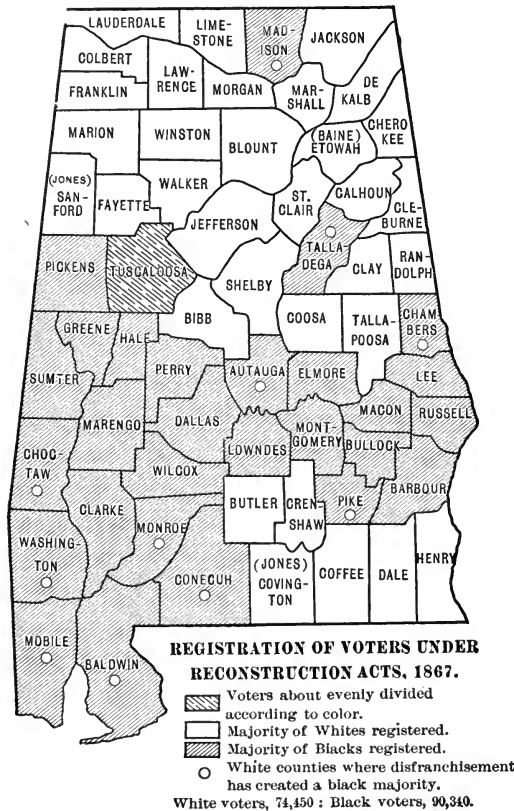 LAUDERDALE
LIME-
STONE
MAD-
ISON
JACKSON
COLBERT
LAW-
RENCE
FRANKLIN
MORGAN
MAR-
SHALL
DE
KALB
MARION
WINSTON
BLOUNT
(BAINE)
ETOWAH
CHERO
KEE
(JONES)
SAN-
FORD
FAYETTE
WALKER
JEFFERSON
ST.
CLAIR
CALHOUN
CLE-
BURNE
PICKENS
TUSCALOOSA
SHELBY
TALLA-
DEGA
CLAY
RAN-
DOLPH
GREENE
HALE
BIBB
COOSA
TALLA-
POOSA
CHAM-
BERS
SUMTER
PERRY
AUTAUGA
ELMORE
LEE
MARENGO
DALLAS
LOWNDES
MONT-
GOMERY
MACON
RUSSELL
BULLOCK
CHOC-
TAW
WILCOX
BUTLER
CREN-
SHAW
PIKE
BARBOUR
CLARKE
MONROE
WASHING-
TON
CONECUH
(JONES)
COVING-
TON
COFFEE
DALE
HENRY
MOBILE
BALDWIN
REGISTRATION OF VOTERS UNDER
RECONSTRUCTION ACTS, 1867.
Voters about evenly divided
according to color.
Majority of Whites registered.
Majority of Blacks registered.
White counties where disfranchisement
has created a black majority.
White voters, 74,450 : Black voters, 90,340.